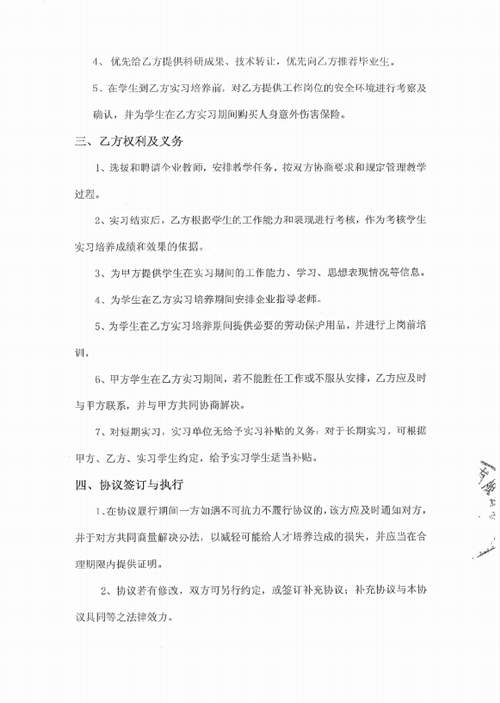 4、优先给乙方提供科研成果、技术转让，优先向乙方推荐毕业生。
5、在学生到乙方实习培养前，对乙方提供工作岗位的安全环境进行考察及
确认，并为学生在乙方实习期间购买人身意外伤害保险。
三、乙方权利及义务
1、选拔和聘请企业教师，安排教学任务，按双方协商要求和规定管理教学
过程。
2、实习结束后，乙方根据学生的工作能力和表现进行考核，作为考核学生
实习培养成绩和效果的依据。
3、为甲方提供学生在实习期间的工作能力、学习、思想表现情况等信息。
4、为学生在乙方实习培养期间安排企业指导老师。
5、为学生在乙方实习培养期间提供必要的劳动保护用品，并进行上岗前培
训。
6、甲方学生在乙方实习期间，若不能胜任工作或不服从安排，乙方应及时
与甲方联系，并与甲方共同协商解决。
7、对短期实习，实习单位无给予实习补贴的义务；对于长期实习，可根据
甲方、乙方、实习学生约定，给予实习学生适当补贴。
四、协议签订与执行
1、在协议履行期间一方如遇不可抗力不履行协议的，该方应及时通知对方，
并于对方共同商量解决办法，以减轻可能给人才培养造成的损失，并应当在合
理期限内提供证明。
2、协议若有修改，双方可另行约定，或签订补充协议；补充协议与本协
议具同等之法律效力。